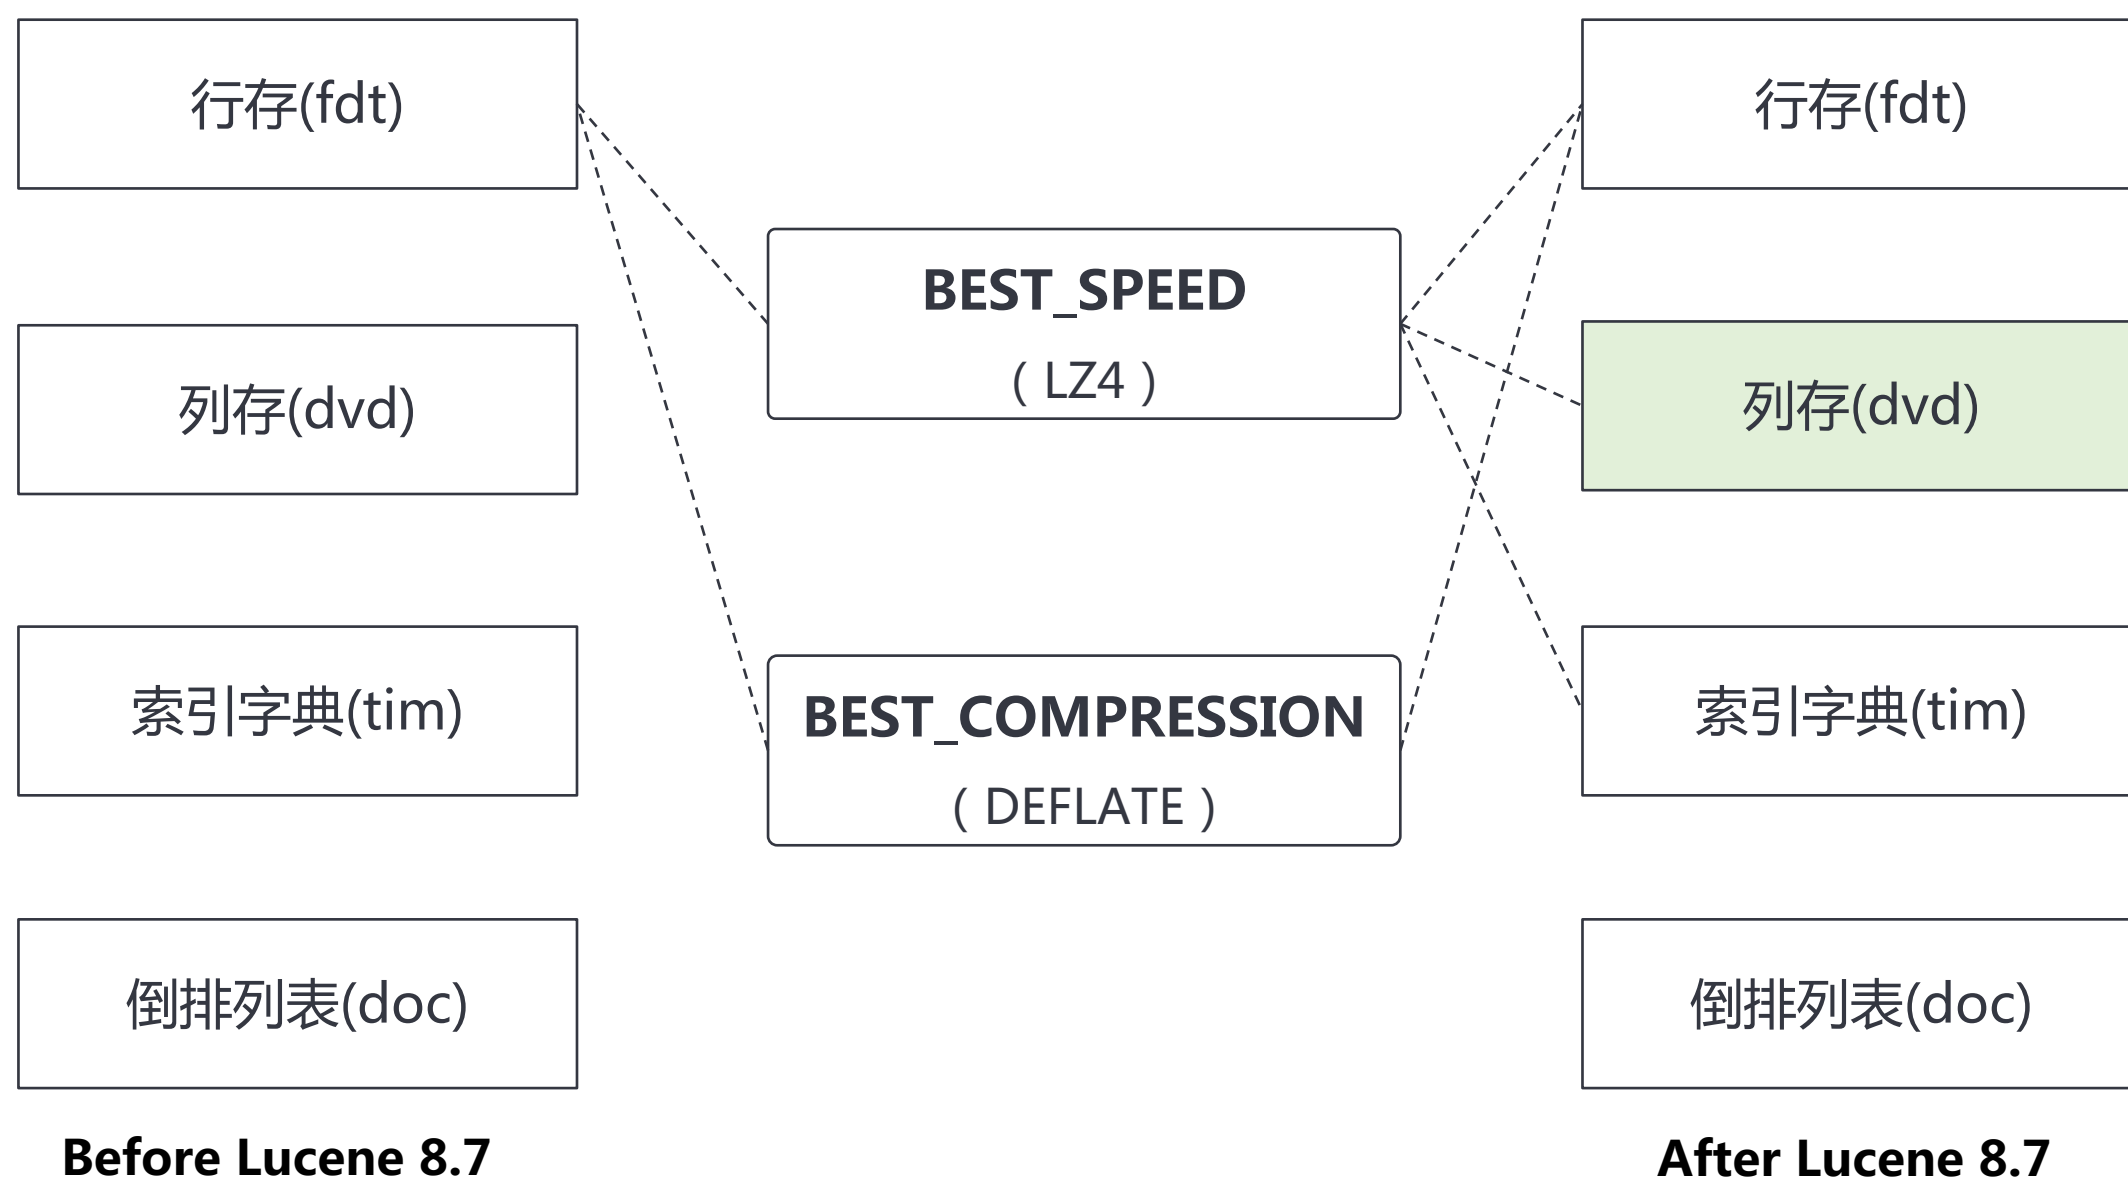 行存(fdt)
列存(dvd)
索引字典(tim)
倒排列表(doc)
Before Lucene 8.7
BEST_SPEED
( LZ4 )
BEST_COMPRESSION
( DEFLATE )
行存(fdt)
列存(dvd)
索引字典(tim)
倒排列表(doc)
After Lucene 8.7